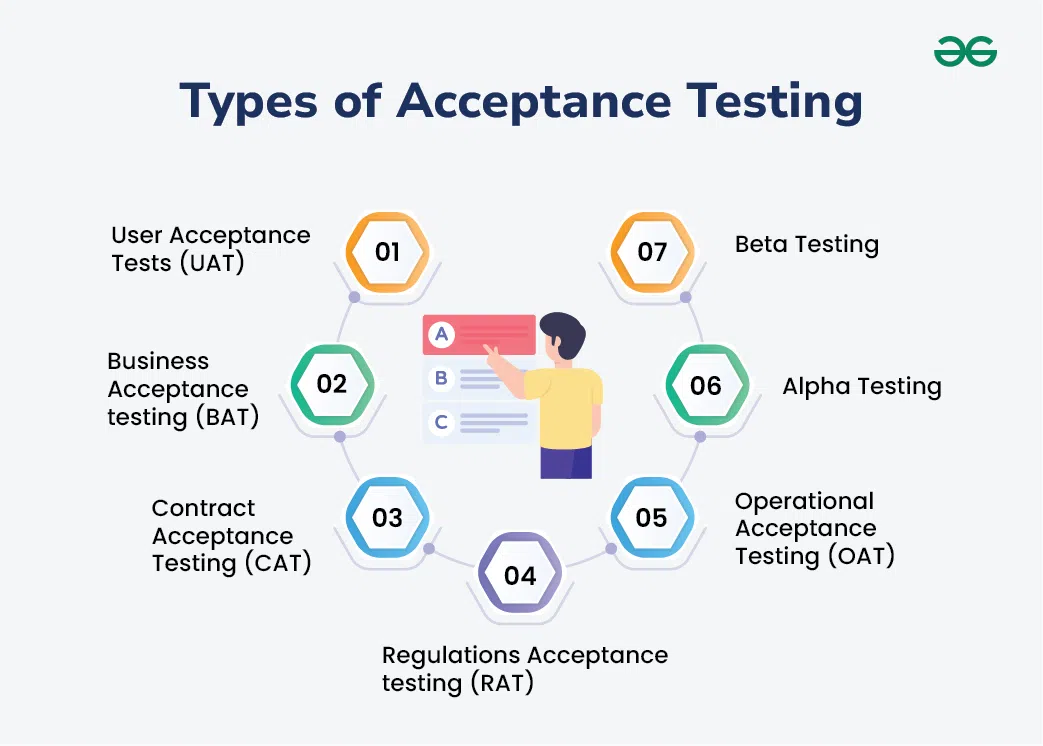 Types of Acceptance Testing
01
User Acceptance
Tests (UAT)
02
Business
Acceptance
testing (BAT)
03
Contract
Acceptance
Testing (CAT)
04
Regulations Acceptance
testing (RAT)
05
Operational
Acceptance
Testing (OAT)
06
Alpha Testing
07
Beta Testing
A
B
C